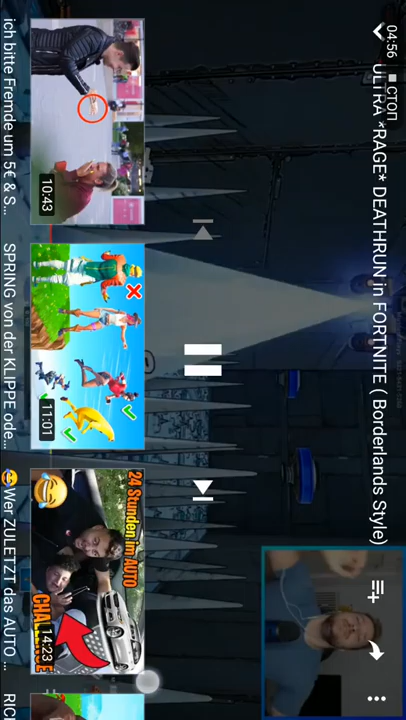 04:56
СТОП
ULTRA *RAGE* DEATHRUN in FORTNITE ( Borderlands Style)
10:43
11:01
24 Stunden im AUTO
CHALLENGE
14:23
ich bitte Fremde um 5€ & S...
SPRING von der KLIPPE ode...
😂Wer ZULETZT das AUTO ...
RICH